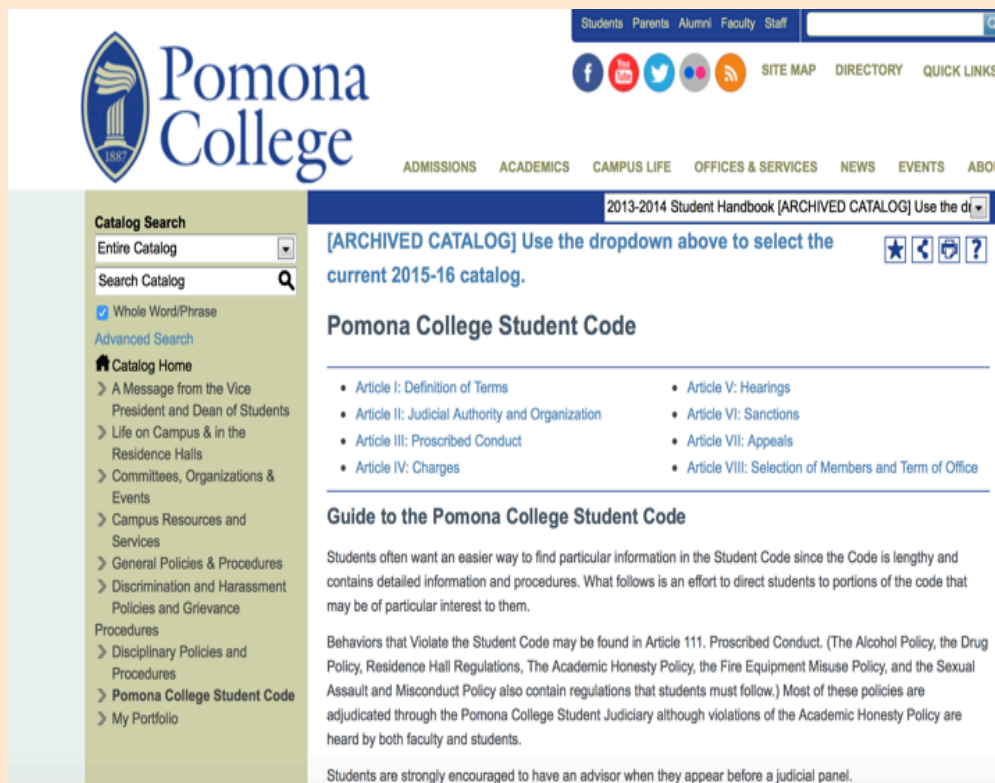 Students Parents Alumni Faculty Staff
Pomona
College
1887
f
You
Tube
SITE MAP DIRECTORY QUICK LINKS
ADMISSIONS ACADEMICS CAMPUS LIFE OFFICES & SERVICES NEWS EVENTS
2013-2014 Student Handbook [ARCHIVED CATALOG] Use the
Catalog Search
Entire Catalog
Search Catalog
Whole Word/Phrase
Advanced Search
Catalog Home
A Message from the Vice
President and Dean of Students
Life on Campus & in the
Residence Halls
Committees, Organizations &
Events
Campus Resources and
Services
General Policies & Procedures
Discrimination and Harassment
Policies and Grievance
Procedures
Disciplinary Policies and
Procedures
Pomona College Student Code
My Portfolio
[ARCHIVED CATALOG] Use the dropdown above to select the
current 2015-16 catalog.
?
Pomona College Student Code
Article I: Definition of Terms
Article II: Judicial Authority and Organization
Article III: Proscribed Conduct
Article IV: Charges
Article V: Hearings
Article VI: Sanctions
Article VII: Appeals
Article VIII: Selection of Members and Term of Office
Guide to the Pomona College Student Code
Students often want an easier way to find particular information in the Student Code since the Code is lengthy and
contains detailed information and procedures. What follows is an effort to direct students to portions of the code that
may be of particular interest to them.
Behaviors that Violate the Student Code may be found in Article 111. Proscribed Conduct. (The Alcohol Policy, the Drug
Policy, Residence Hall Regulations, The Academic Honesty Policy, the Fire Equipment Misuse Policy, and the Sexual
Assault and Misconduct Policy also contain regulations that students must follow.) Most of these policies are
adjudicated through the Pomona College Student Judiciary although violations of the Academic Honesty Policy are
heard by both faculty and students.
Students are strongly encouraged to have an advisor when they appear before a judicial panel.